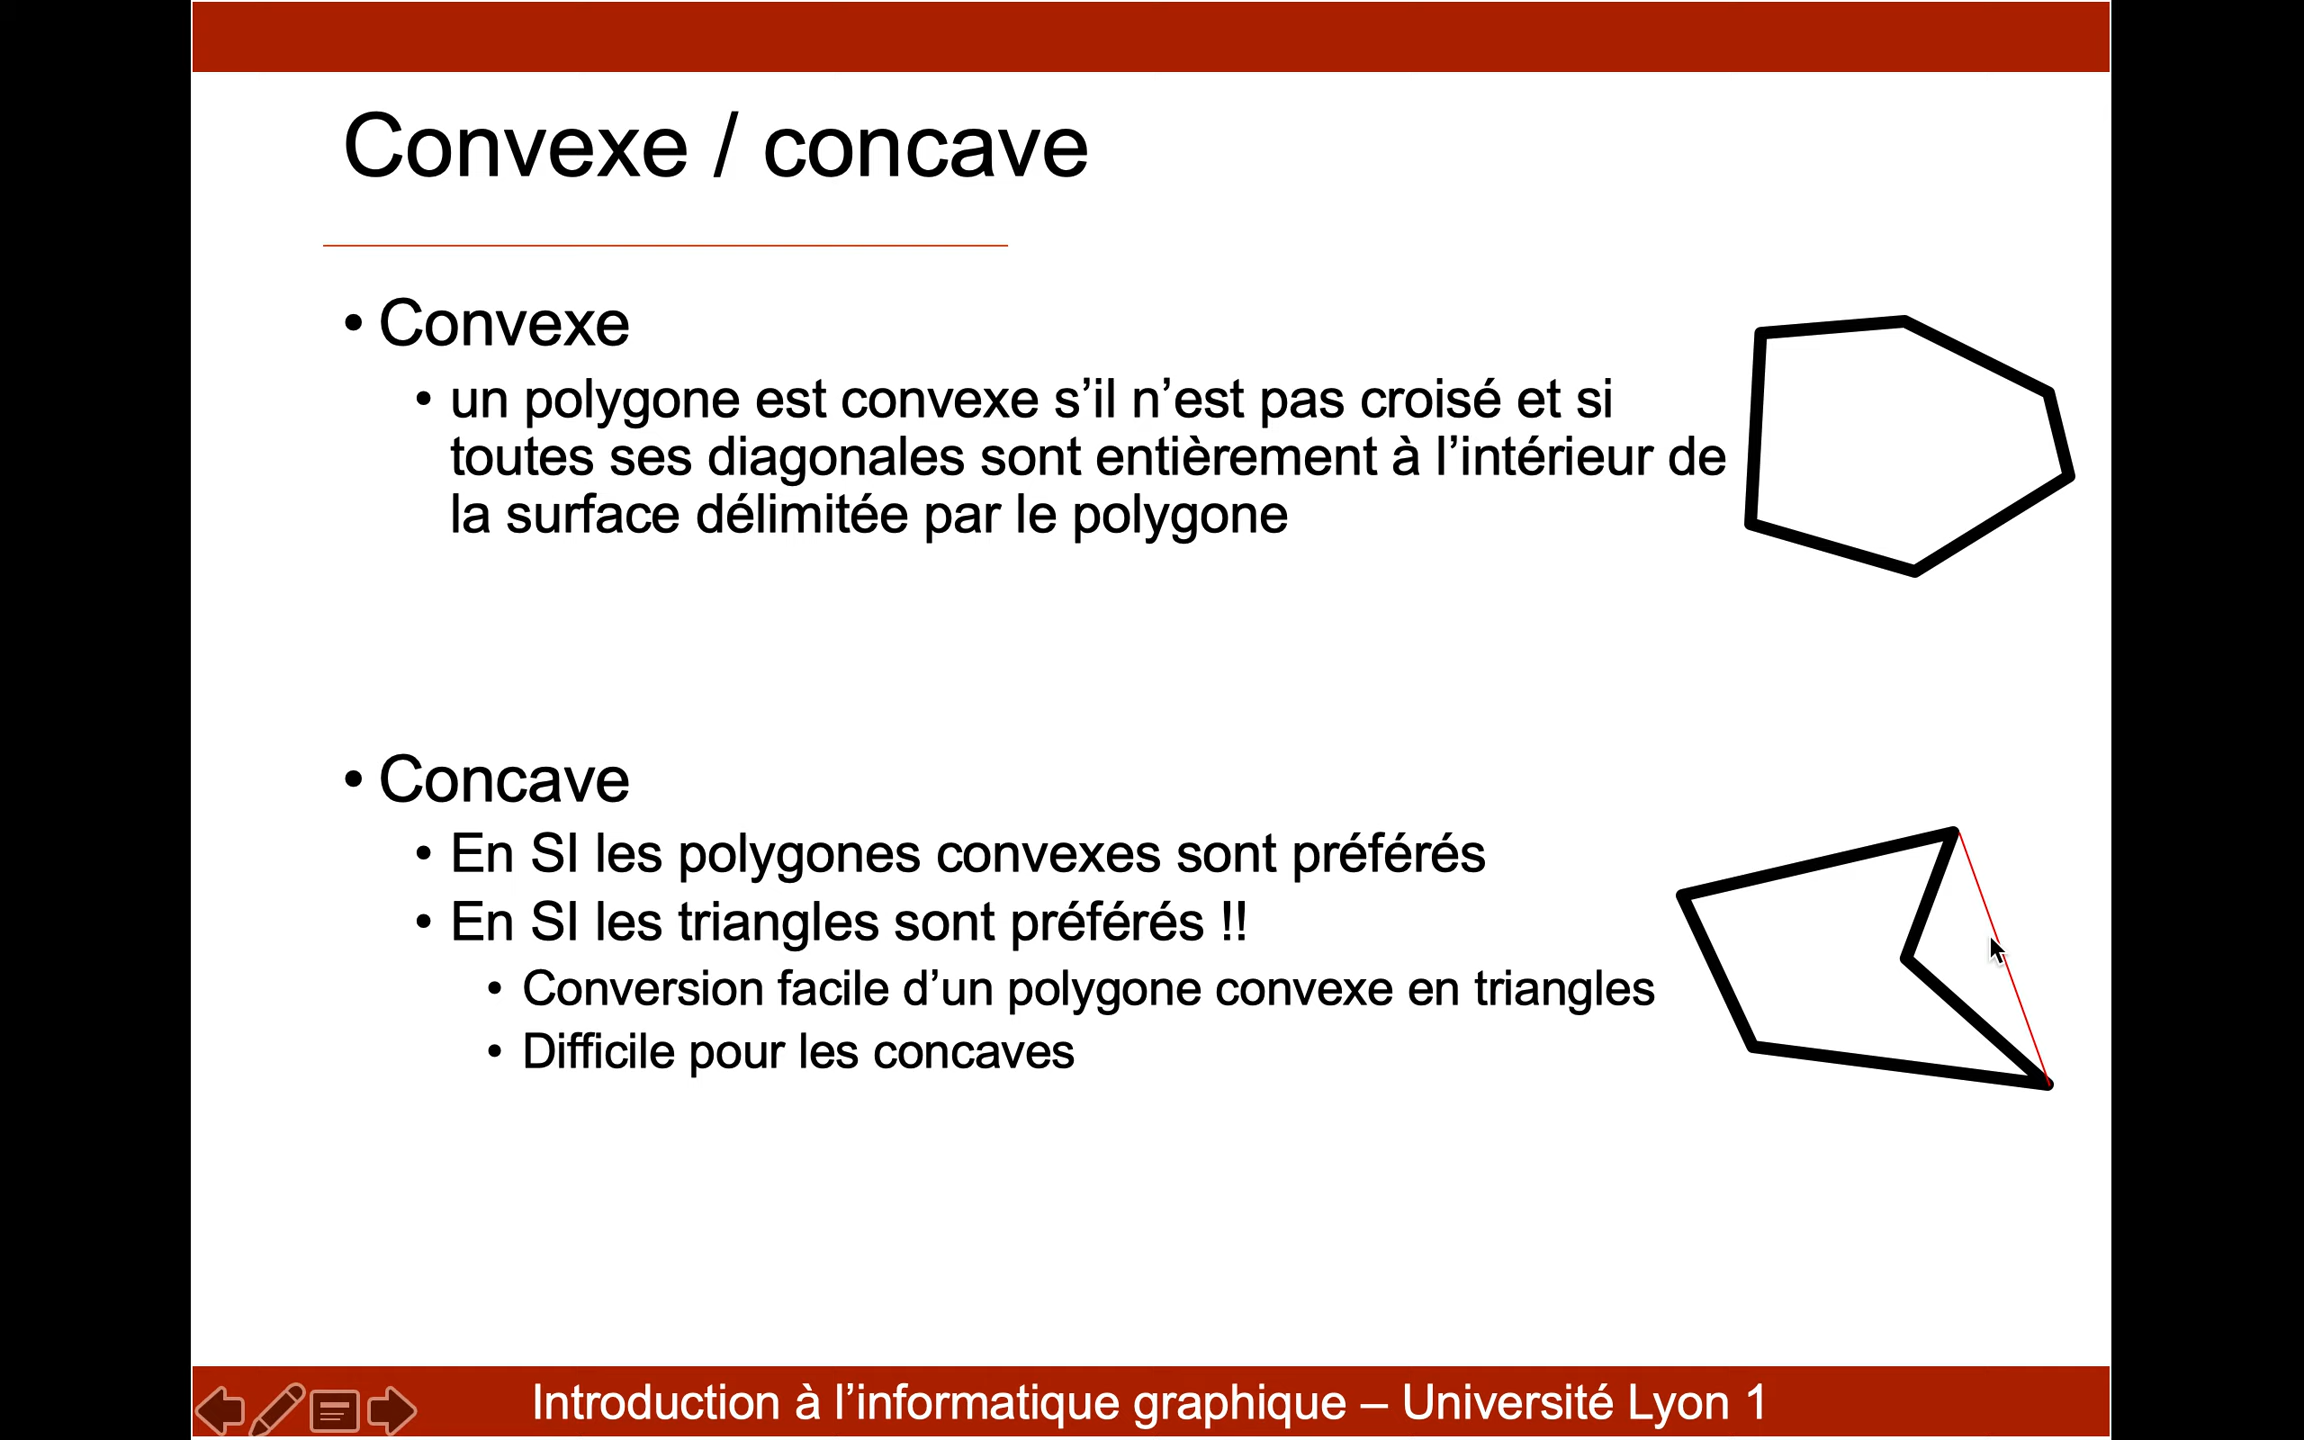 Convexe / concave
• Convexe
• un polygone est convexe s’il n’est pas croisé et si
toutes ses diagonales sont entièrement à l’intérieur de
la surface délimitée par le polygone
• Concave
• En SI les polygones convexes sont préférés
• En SI les triangles sont préférés !!
• Conversion facile d’un polygone convexe en triangles
• Difficile pour les concaves
Introduction à l’informatique graphique – Université Lyon 1